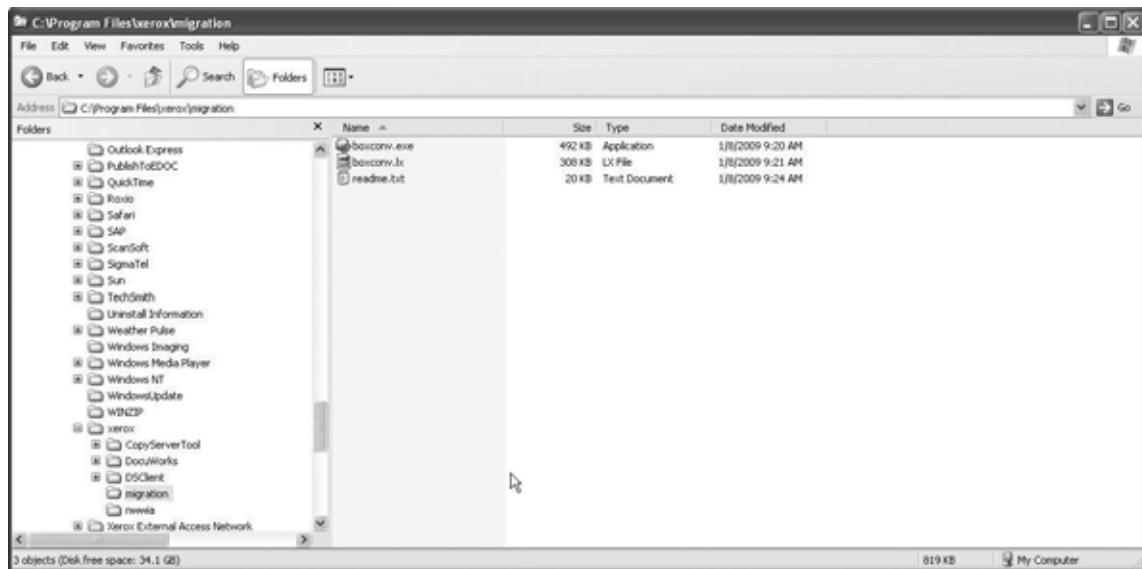 C:\Program Files\xerox\migration
File Edit View Favorites Tools Help
Back Search Folders
Address C:\Program Files\xerox\migration Go
Folders
Name Size Type Date Modified
boxconv.exe 492 KB Application 1/8/2009 9:20 AM
boxconv.lx 308 KB LX File 1/8/2009 9:21 AM
readme.txt 20 KB Text Document 1/8/2009 9:24 AM
Outlook Express
PublishToEDOC
QuickTime
Roxio
Safari
SAP
ScanSoft
SigmaTel
Sun
TechSmith
Uninstall Information
Weather Pulse
Windows Imaging
Windows Media Player
Windows NT
WindowsUpdate
WINZIP
xerox
CopyServerTool
DocuWorks
DSClient
migration
nwwia
Xerox External Access Network
3 objects (Disk free space: 34.1 GB) 819 KB My Computer